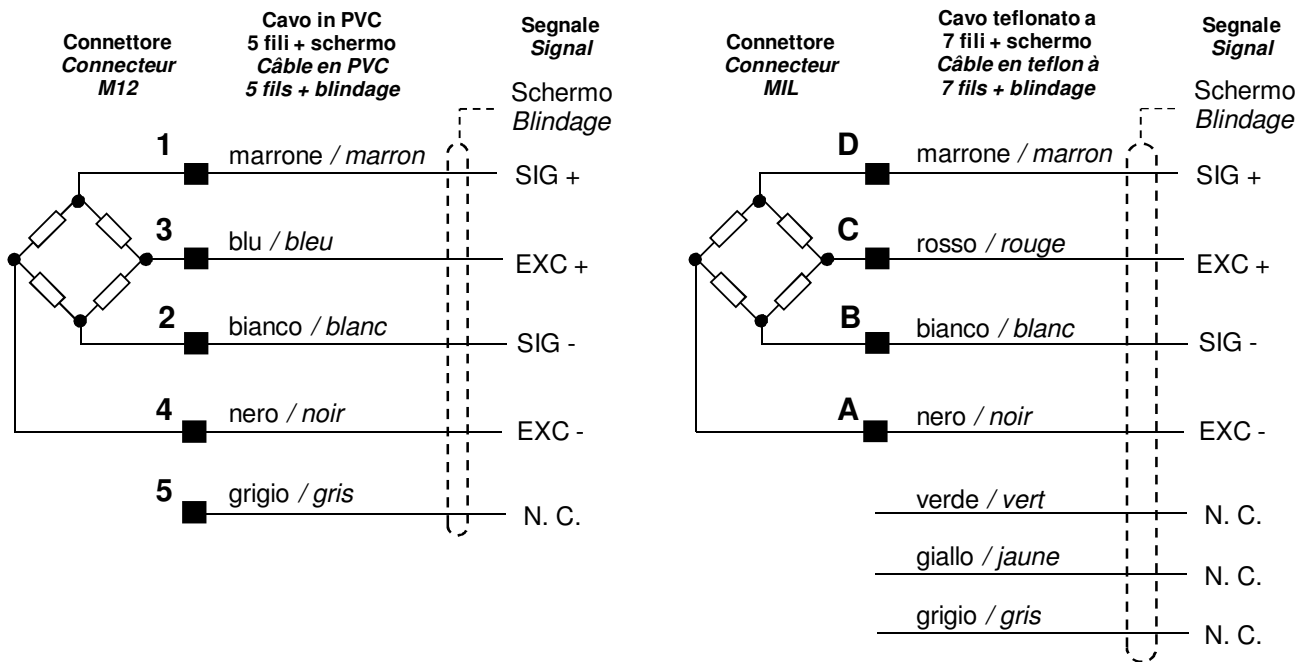 Connettore
Connecteur
M12
Cavo in PVC
5 fili + schermo
Câble en PVC
5 fils + blindage
Segnale
Signal
Schermo
Blindage
1
marrone / marron
SIG +
3
blu / bleu
EXC +
2
bianco / blanc
SIG -
4
nero / noir
EXC -
5
grigio / gris
N. C.
Connettore
Connecteur
MIL
Cavo teflonato a
7 fili + schermo
Câble en teflon à
7 fils + blindage
Segnale
Signal
Schermo
Blindage
D
marrone / marron
SIG +
C
rosso / rouge
EXC +
B
bianco / blanc
SIG -
A
nero / noir
EXC -
verde / vert
N. C.
giallo / jaune
N. C.
grigio / gris
N. C.